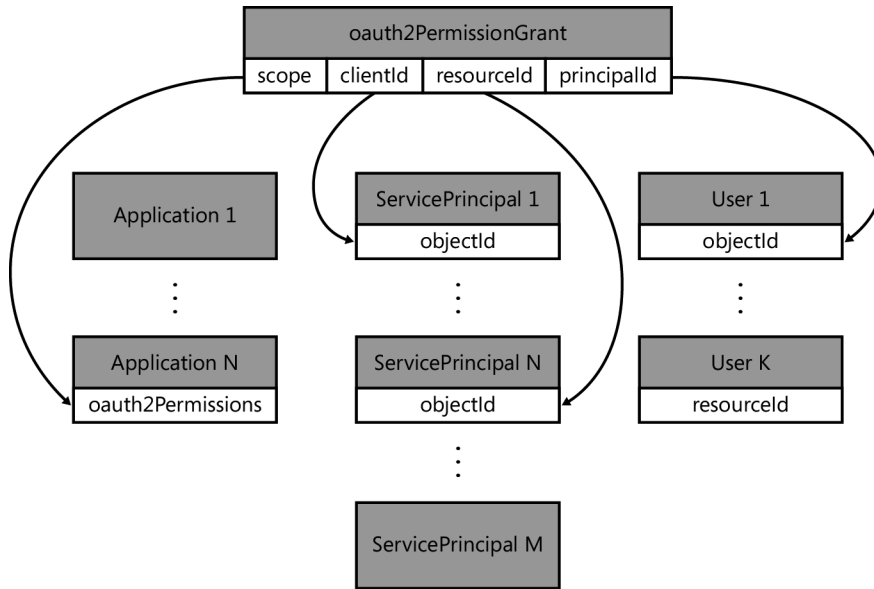 oauth2PermissionGrant
scope clientId resourceId principalId
Application 1
ServicePrincipal 1
objectId
User 1
objectId
Application N
oauth2Permissions
ServicePrincipal N
objectId
User K
resourceId
ServicePrincipal M